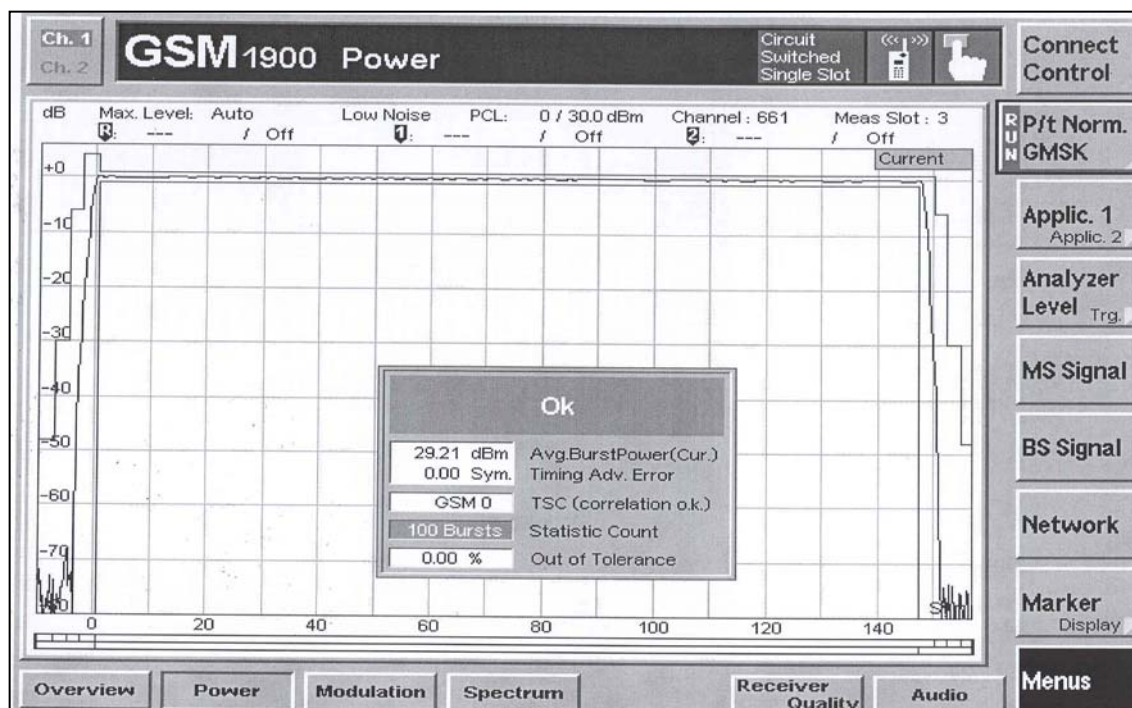 Ch. 1
Ch. 2
GSM 1900 Power
Circuit
Switched
Single Slot
Connect
Control
dB Max. Level: Auto Low Noise PCL: 0 / 30.0 dBm Channel : 661 Meas Slot : 3
R: --- / Off 1: --- / Off 2: --- / Off
Current
RUN
P/t Norm.
GMSK
Applic. 1
Applic. 2
Analyzer
Level Trg.
MS Signal
BS Signal
Network
Marker
Display
Menus
+0
-10
-20
-30
-40
-50
-60
-70
Ok
29.21 dBm Avg.BurstPower(Cur.)
0.00 Sym. Timing Adv. Error
GSM 0 TSC (correlation o.k.)
100 Bursts Statistic Count
0.00 % Out of Tolerance
0 20 40 60 80 100 120 140
Overview Power Modulation Spectrum Receiver Quality Audio